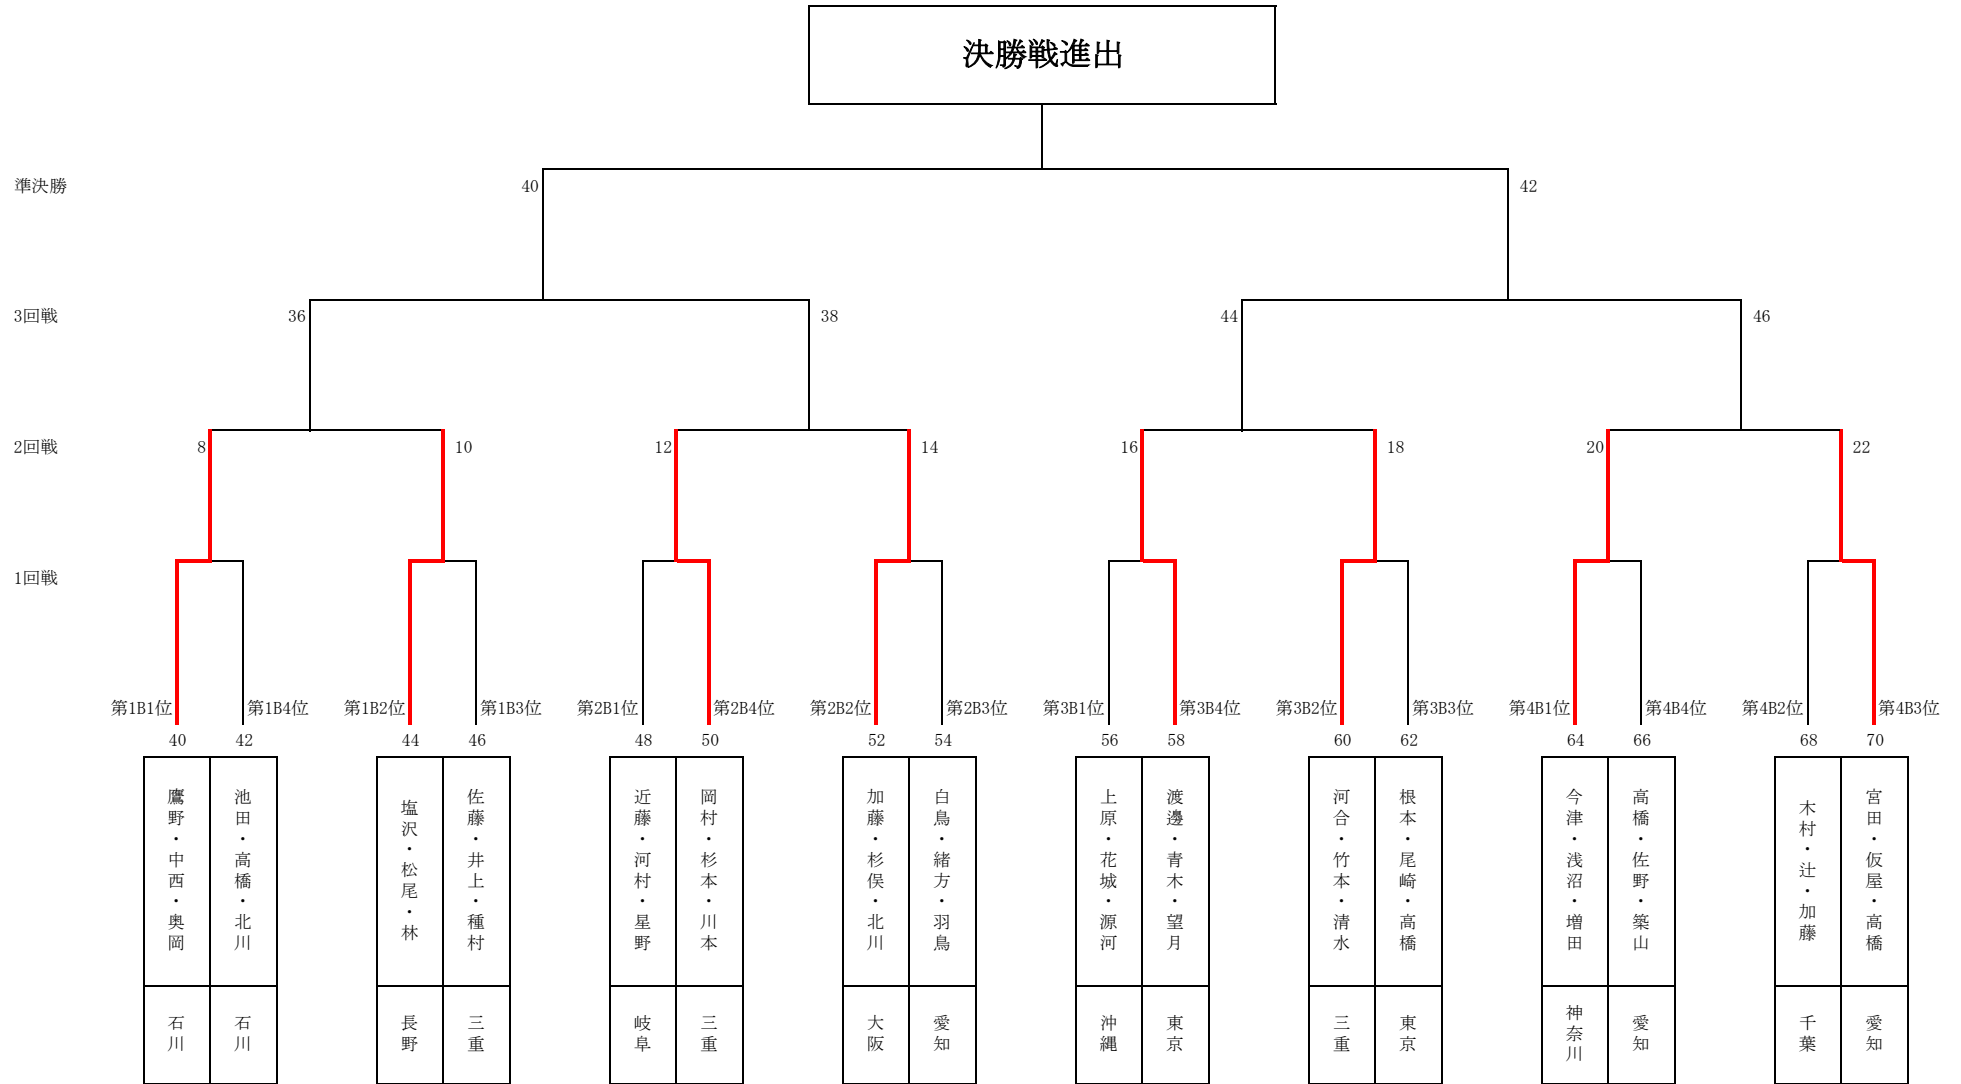 決勝戦進出
準決勝 40 42
3回戦 36 38 44 46
2回戦 8 10 12 14 16 18 20 22
1回戦
第1B1位 第1B4位 第1B2位 第1B3位 第2B1位 第2B4位 第2B2位 第2B3位 第3B1位 第3B4位 第3B2位 第3B3位 第4B1位 第4B4位 第4B2位 第4B3位
40 42 44 46 48 50 52 54 56 58 60 62 64 66 68 70
鷹野・中西・奥岡
池田・高橋・北川
塩沢・松尾・林
佐藤・井上・種村
近藤・河村・星野
岡村・杉本・川本
加藤・杉俣・北川
白鳥・緒方・羽鳥
上原・花城・源河
渡邊・青木・望月
河合・竹本・清水
根本・尾崎・高橋
今津・浅沼・増田
高橋・佐野・築山
木村・辻・加藤
宮田・仮屋・高橋
石川 石川 長野 三重 岐阜 三重 大阪 愛知 沖縄 東京 三重 東京 神奈川 愛知 千葉 愛知